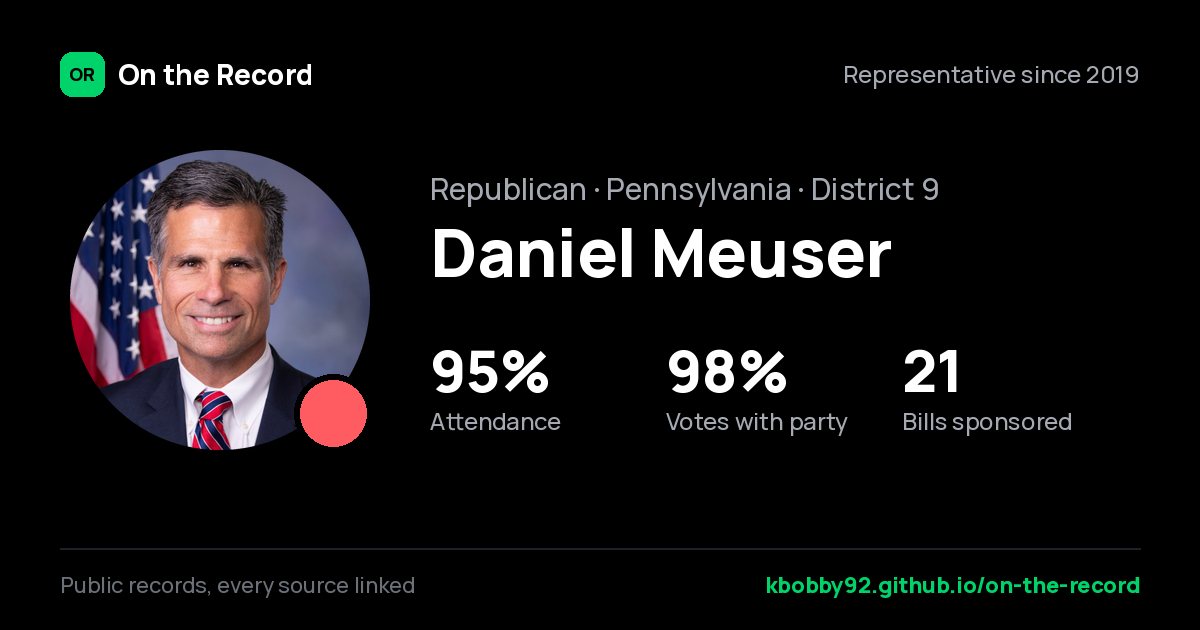 OR On the Record
Representative since 2019
Republican · Pennsylvania · District 9
Daniel Meuser
95% 98% 21
Attendance Votes with party Bills sponsored
Public records, every source linked
kbobby92.github.io/on-the-record